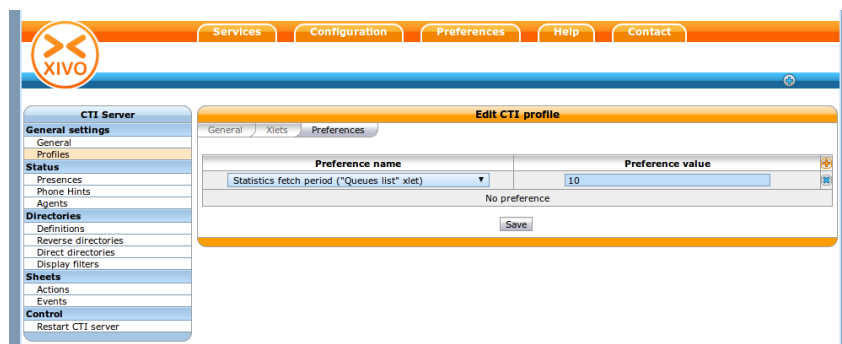 Services Configuration Preferences Help Contact
XIVO
CTI Server
General settings
General
Profiles
Status
Presences
Phone Hints
Agents
Directories
Definitions
Reverse directories
Direct directories
Display filters
Sheets
Actions
Events
Control
Restart CTI server
Edit CTI profile
General Xlets Preferences
Preference name Preference value
Statistics fetch period ("Queues list" xlet) 10
No preference
Save